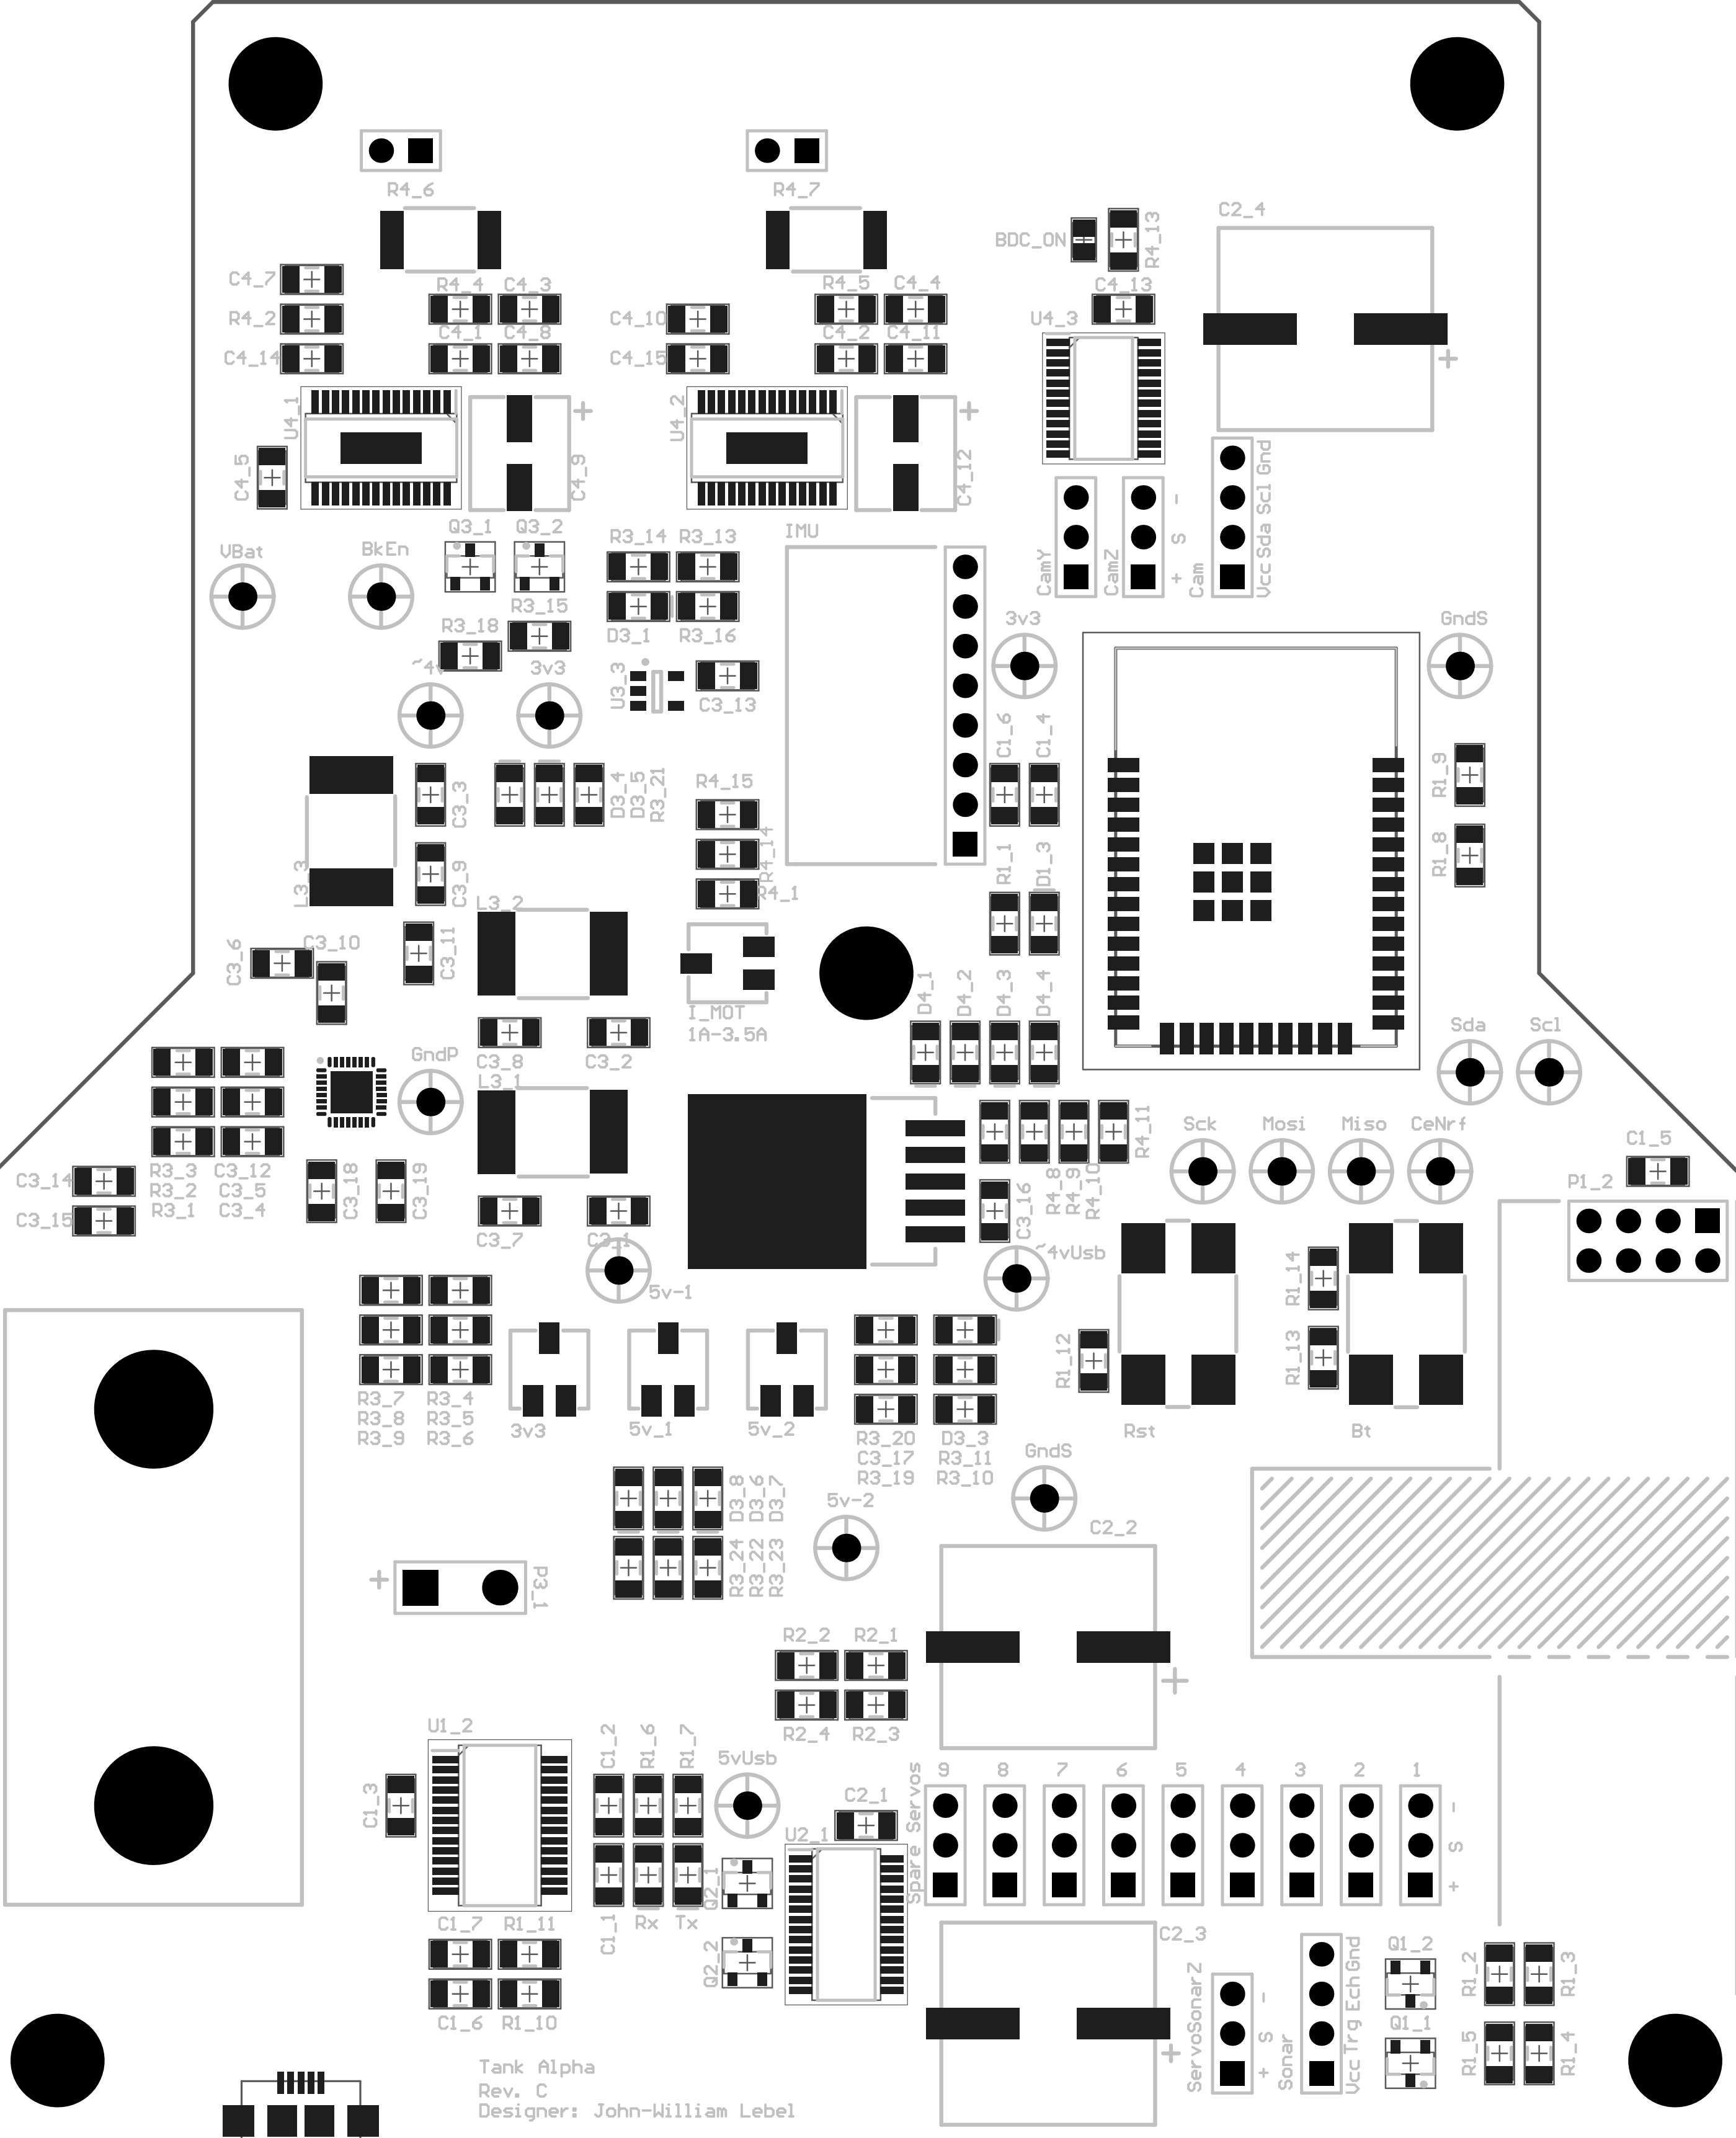 R4_6
R4_7
C2_4
BDC_ON
R4_13
C4_7
R4_4
C4_3
R4_5
C4_4
C4_13
R4_2
C4_10
U4_3
C4_1
C4_8
C4_2
C4_11
C4_14
C4_15
+
U4_1
+
U4_2
+
C4_5
C4_9
C4_12
Vcc Sda Scl Gnd
Q3_1
Q3_2
R3_14
R3_13
IMU
CamY
CamZ
+ S -
Cam
VBat
BkEn
R3_15
R3_18
D3_1
R3_16
3v3
GndS
~4v
3v3
U3_3
C3_13
C1_6
C1_4
R1_9
C3_3
D3_4
D3_5
R3_21
R4_15
R4_14
R4_1
L3_3
C3_9
R1_1
D1_3
R1_8
L3_2
C3_6
C3_10
C3_11
I_MOT
1A-3.5A
D4_1
D4_2
D4_3
D4_4
Sda
Scl
GndP
C3_8
C3_2
L3_1
Sck
Mosi
Miso
CeNrf
R4_11
C1_5
C3_14
R3_3
C3_12
R3_2
C3_5
R3_1
C3_4
C3_15
C3_18
C3_19
R4_8
R4_9
R4_10
C3_16
P1_2
C3_7
C3_1
~4vUsb
5v-1
R1_14
R1_12
R1_13
R3_7
R3_4
R3_8
R3_5
R3_9
R3_6
3v3
5v_1
5v_2
R3_20
D3_3
C3_17
R3_11
R3_19
R3_10
Rst
Bt
GndS
D3_8
D3_6
D3_7
5v-2
C2_2
R3_24
R3_22
R3_23
+
P3_1
R2_2
R2_1
+
R2_4
R2_3
U1_2
C1_2
R1_6
R1_7
5vUsb
9 8 7 6 5 4 3 2 1
C1_3
C2_1
U2_1
Spare Servos
+ S -
Q2_1
C1_7
R1_11
C1_1
Rx
Tx
Q2_2
C2_3
C1_6
R1_10
+
ServoSonarZ
+ S -
Sonar
Vcc Trg Ech Gnd
Q1_2
Q1_1
R1_2
R1_3
R1_5
R1_4
Tank Alpha
Rev. C
Designer: John-William Lebel